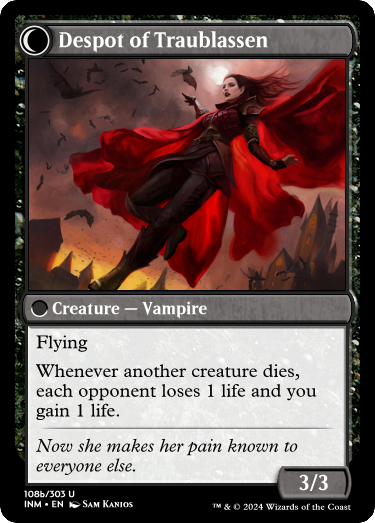 Despot of Traublassen
Creature — Vampire
Flying
Whenever another creature dies,
each opponent loses 1 life and you
gain 1 life.
Now she makes her pain known to
everyone else.
3/3
108b/303 U
INM • EN Sam Kanios
™ & © 2024 Wizards of the Coast